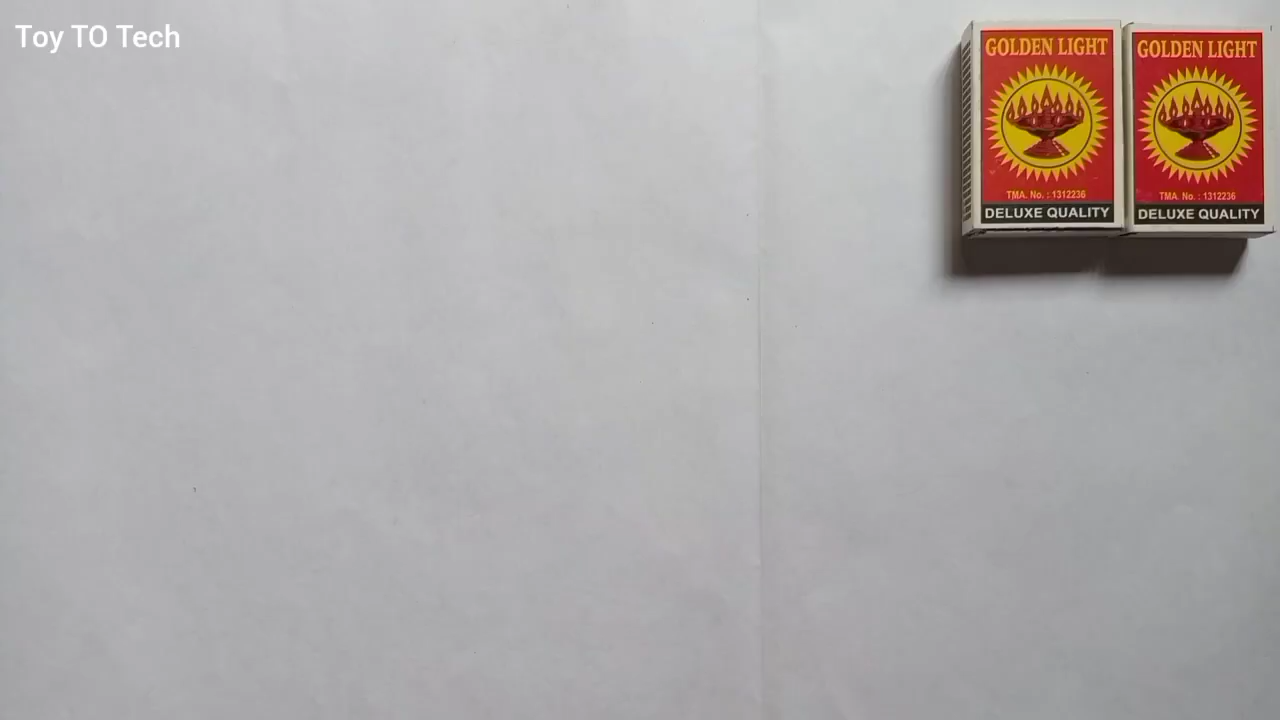 Toy TO Tech
GOLDEN LIGHT
TMA. No. : 1312236
DELUXE QUALITY
GOLDEN LIGHT
TMA. No. : 1312236
DELUXE QUALITY